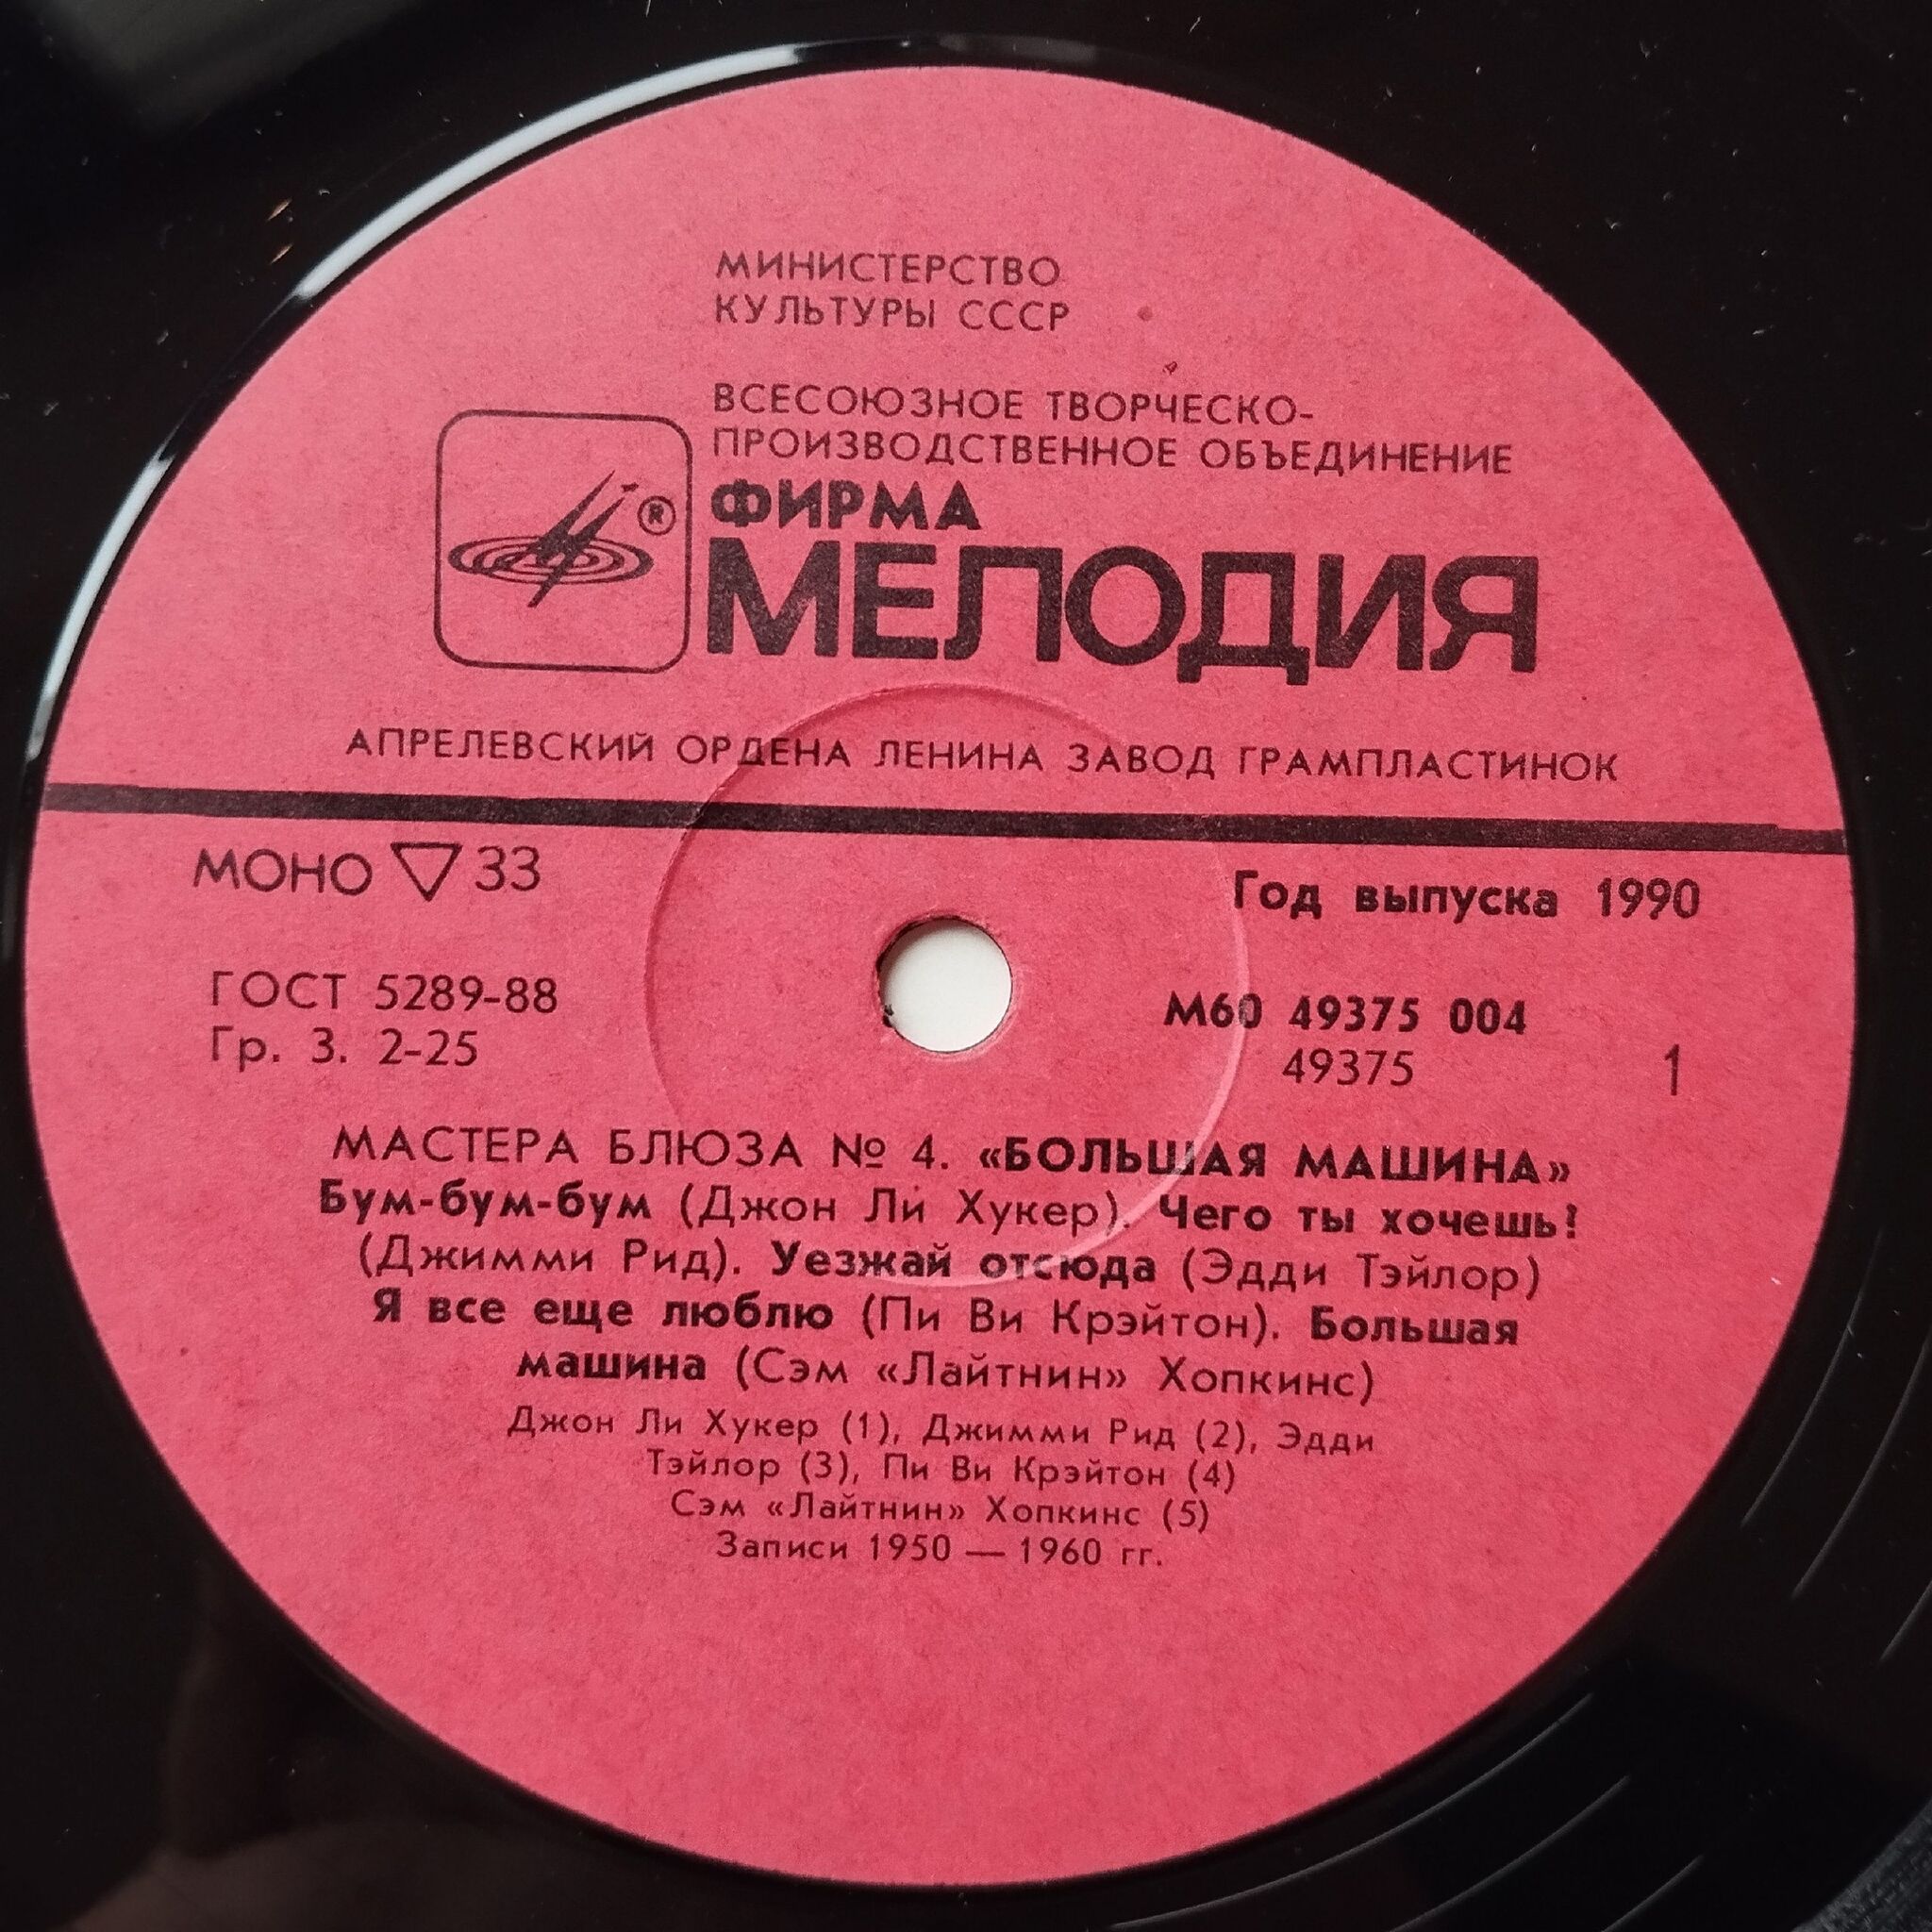 МИНИСТЕРСТВО
КУЛЬТУРЫ СССР
ВСЕСОЮЗНОЕ ТВОРЧЕСКО-
ПРОИЗВОДСТВЕННОЕ ОБЪЕДИНЕНИЕ
®
ФИРМА
МЕЛОДИЯ
АПРЕЛЕВСКИЙ ОРДЕНА ЛЕНИНА ЗАВОД ГРАМПЛАСТИНОК
МОНО ▽ 33
Год выпуска 1990
ГОСТ 5289-88
Гр. 3. 2-25
М60 49375 004
49375
1
МАСТЕРА БЛЮЗА № 4. «БОЛЬШАЯ МАШИНА»
Бум-бум-бум (Джон Ли Хукер). Чего ты хочешь!
(Джимми Рид). Уезжай отсюда (Эдди Тэйлор)
Я все еще люблю (Пи Ви Крэйтон). Большая
машина (Сэм «Лайтнин» Хопкинс)
Джон Ли Хукер (1), Джимми Рид (2), Эдди
Тэйлор (3), Пи Ви Крэйтон (4)
Сэм «Лайтнин» Хопкинс (5)
Записи 1950 — 1960 гг.